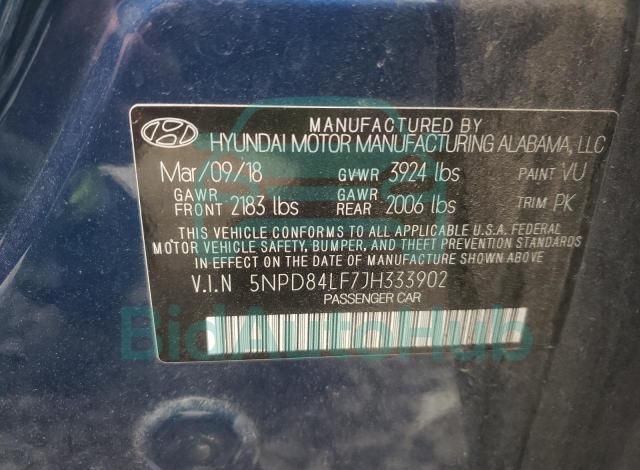 MANUFACTURED BY
HYUNDAI MOTOR MANUFACTURING ALABAMA, LLC
Mar/09/18 GVWR 3924 lbs PAINT VU
GAWR FRONT 2183 lbs GAWR REAR 2006 lbs TRIM PK
THIS VEHICLE CONFORMS TO ALL APPLICABLE U.S.A. FEDERAL
MOTOR VEHICLE SAFETY, BUMPER, AND THEFT PREVENTION STANDARDS
IN EFFECT ON THE DATE OF MANUFACTURE SHOWN ABOVE.
V.I.N 5NPD84LF7JH333902
PASSENGER CAR
BidAutoHub